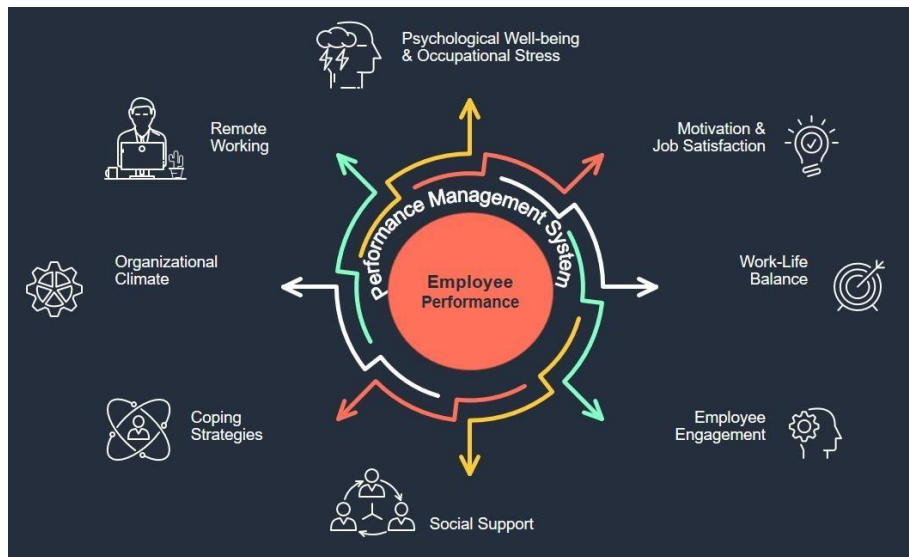 Psychological Well-being
& Occupational Stress
Remote
Working
Motivation &
Job Satisfaction
Performance Management System
Organizational
Climate
Employee
Performance
Work-Life
Balance
Coping
Strategies
Employee
Engagement
Social Support